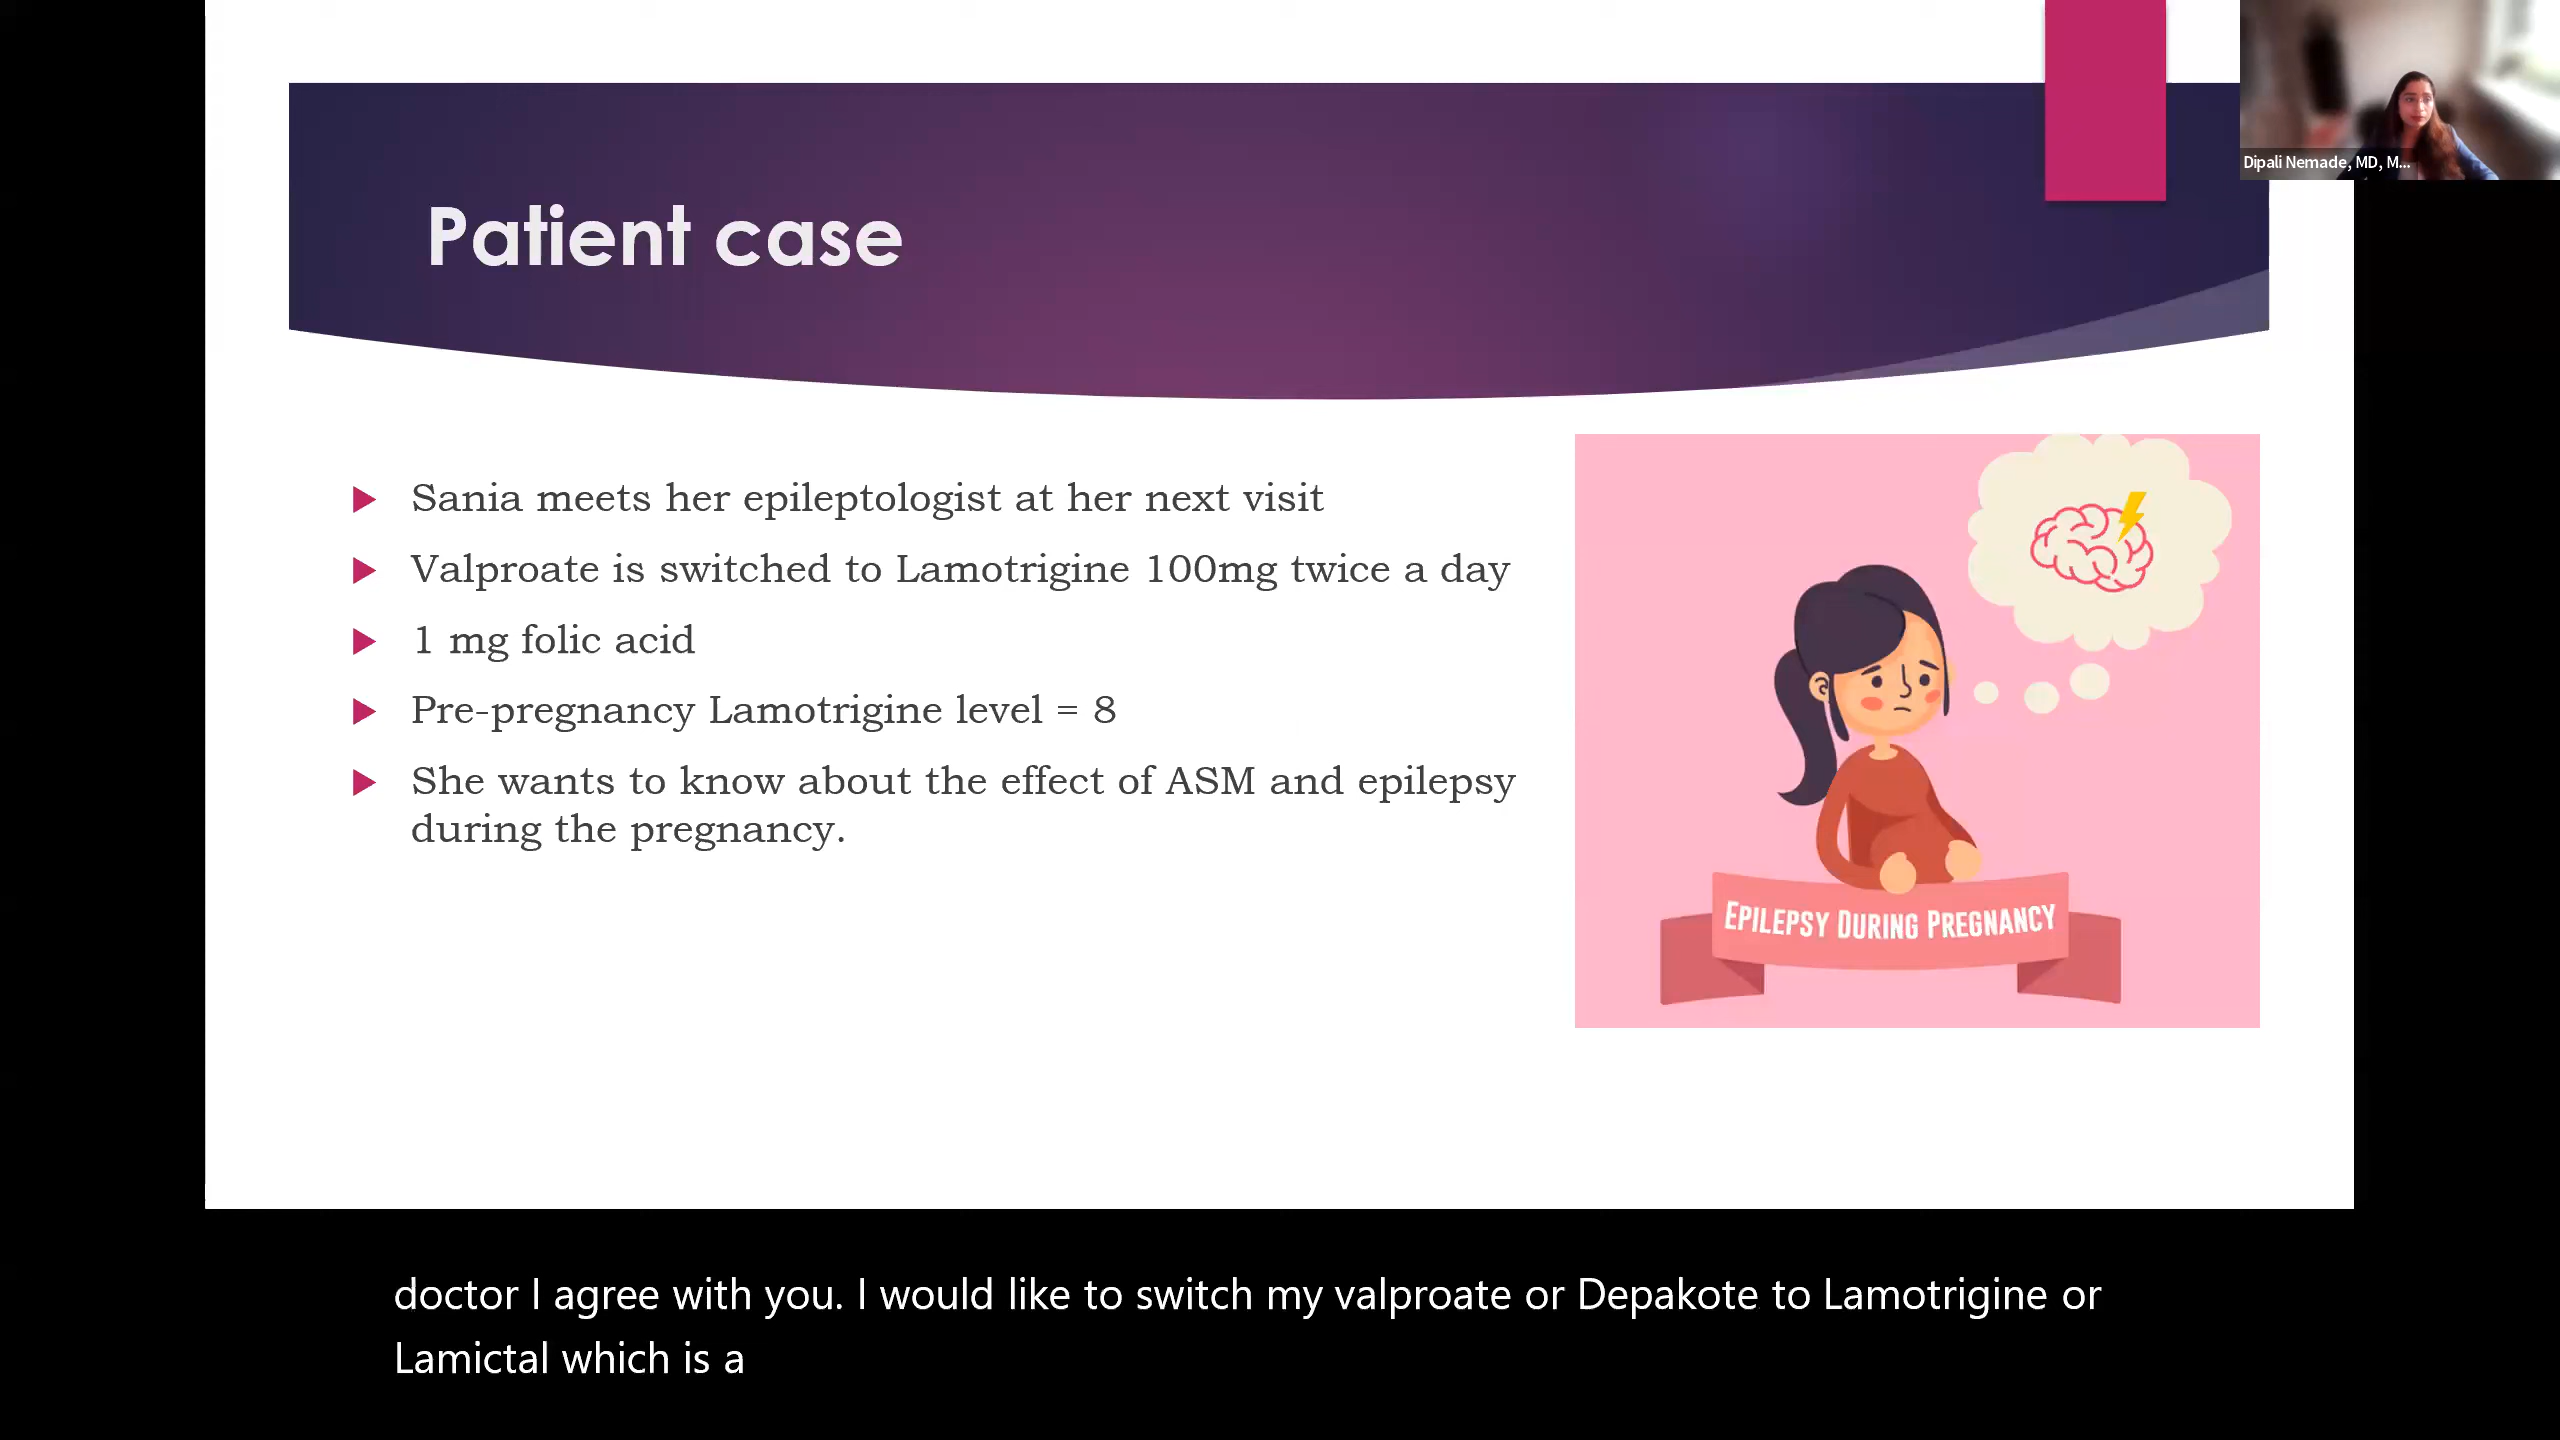 Dipali Nemade, MD, M...
Patient case
Sania meets her epileptologist at her next visit
Valproate is switched to Lamotrigine 100mg twice a day
1 mg folic acid
Pre-pregnancy Lamotrigine level = 8
She wants to know about the effect of ASM and epilepsy
during the pregnancy.
EPILEPSY DURING PREGNANCY
doctor I agree with you. I would like to switch my valproate or Depakote to Lamotrigine or
Lamictal which is a